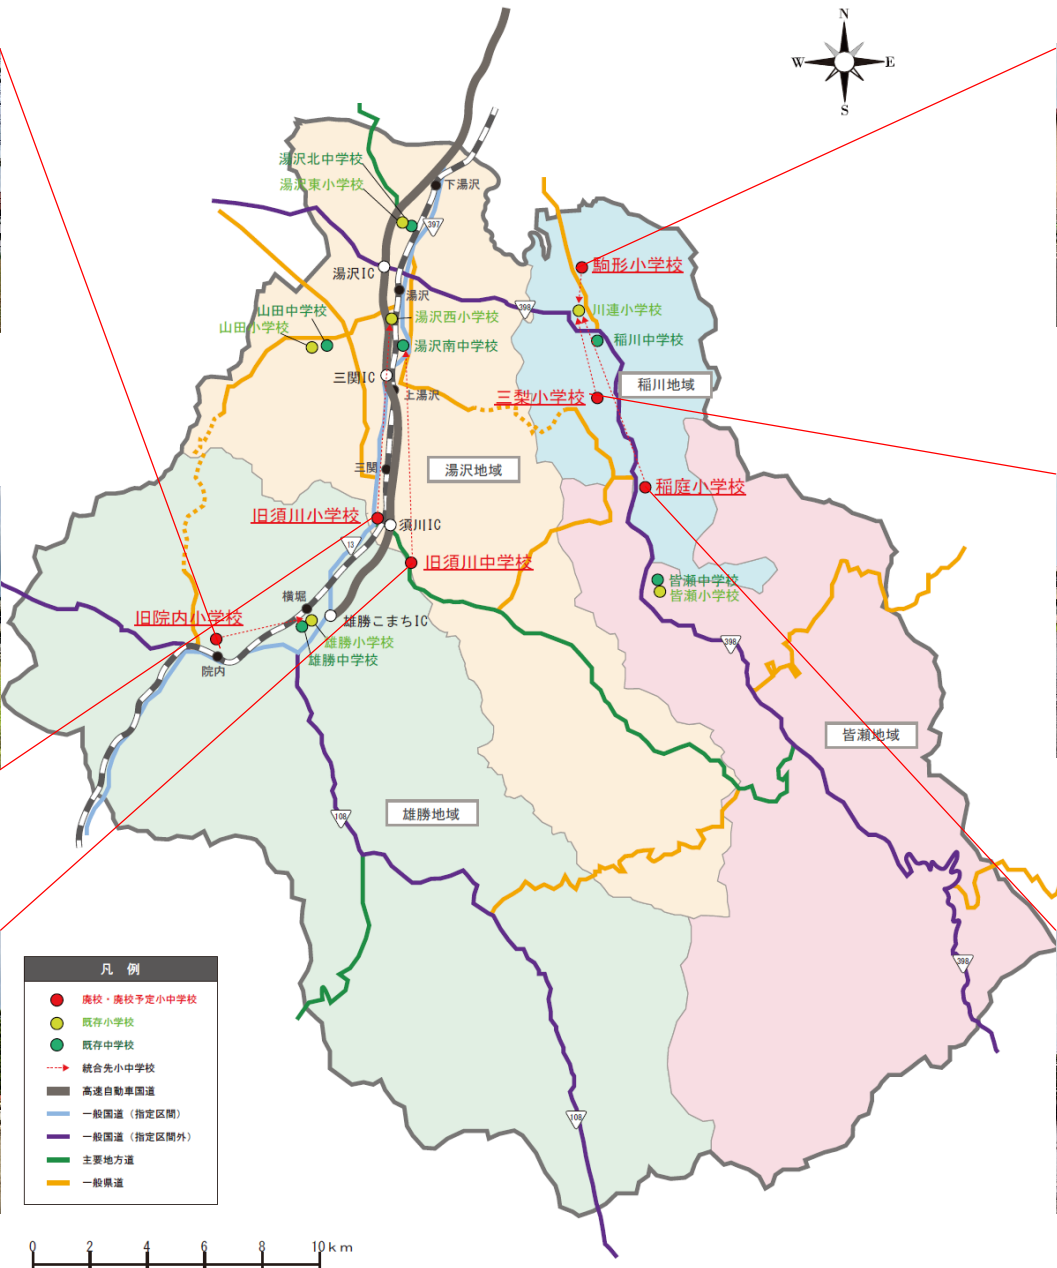 N
W
E
S
湯沢北中学校
湯沢東小学校
下湯沢
397
駒形小学校
湯沢IC
湯沢
398
川連小学校
山田中学校
山田小学校
湯沢西小学校
湯沢南中学校
稲川中学校
三関IC
上湯沢
稲川地域
三梨小学校
三関
湯沢地域
稲庭小学校
旧須川小学校
須川IC
13
旧須川中学校
皆瀬中学校
皆瀬小学校
横堀
旧院内小学校
雄勝こまちIC
雄勝小学校
雄勝中学校
院内
398
皆瀬地域
雄勝地域
108
398
108
凡 例
廃校・廃校予定小中学校
既存小学校
既存中学校
統合先小中学校
高速自動車国道
一般国道（指定区間）
一般国道（指定区間外）
主要地方道
一般県道
0 2 4 6 8 10km